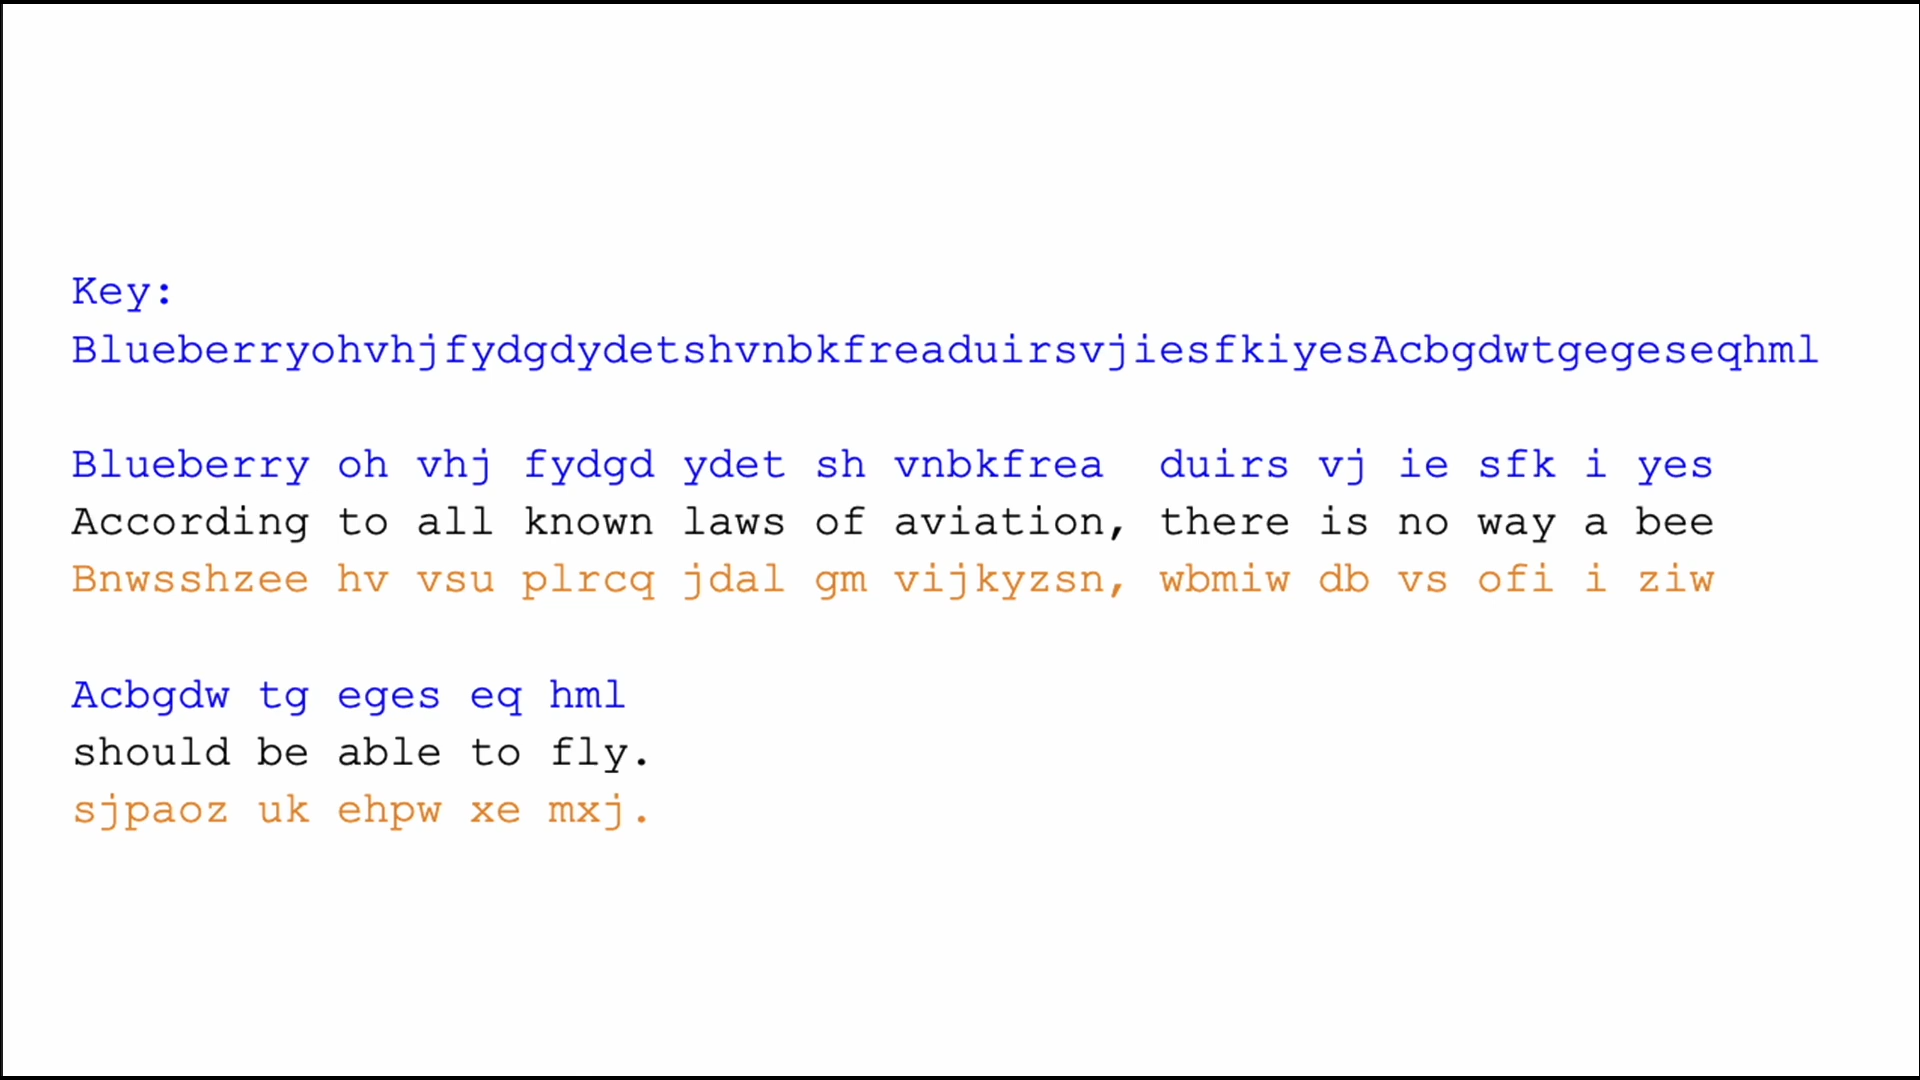 Key:
BlueberryohvhjfydgdydetshvnbkfreaduirsvjiesfkiyesAcbgdwtgegeseqhml
Blueberry oh vhj fydgd ydet sh vnbkfrea duirs vj ie sfk i yes
According to all known laws of aviation, there is no way a bee
Bnwsshzee hv vsu plrcq jdal gm vijkyzsn, wbmiw db vs ofi i ziw
Acbgdw tg eges eq hml
should be able to fly.
sjpaoz uk ehpw xe mxj.